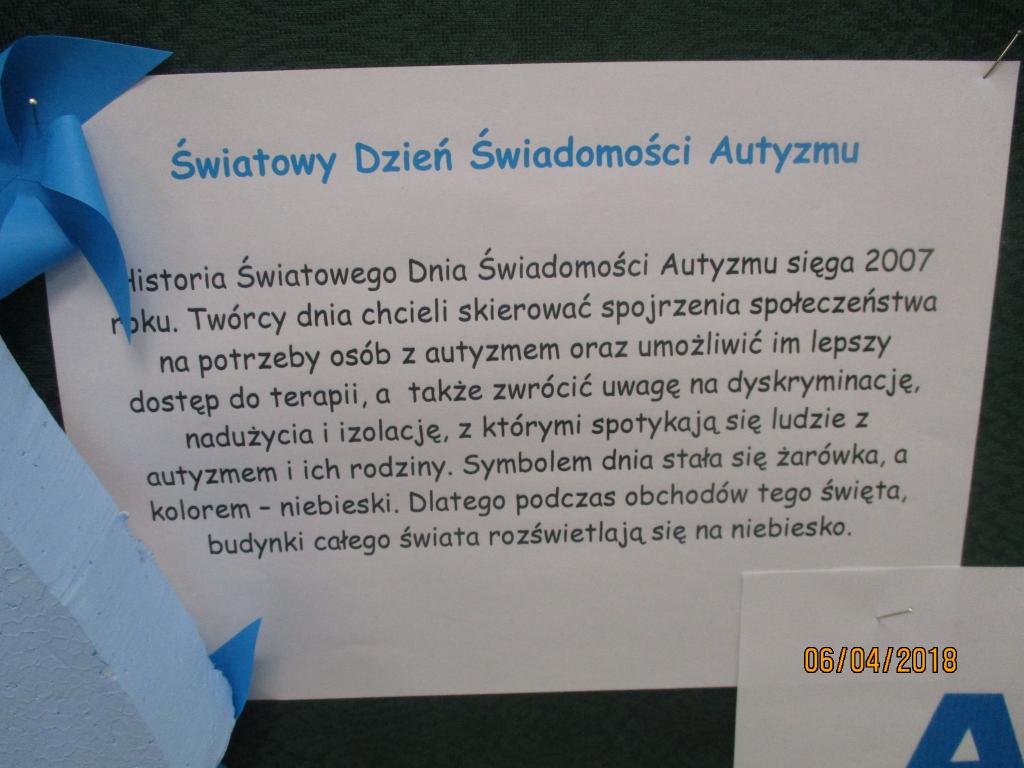 Światowy Dzień Świadomości Autyzmu
Historia Światowego Dnia Świadomości Autyzmu sięga 2007
roku. Twórcy dnia chcieli skierować spojrzenia społeczeństwa
na potrzeby osób z autyzmem oraz umożliwić im lepszy
dostęp do terapii, a także zwrócić uwagę na dyskryminację,
nadużycia i izolację, z którymi spotykają się ludzie z
autyzmem i ich rodziny. Symbolem dnia stała się żarówka, a
kolorem – niebieski. Dlatego podczas obchodów tego święta,
budynki całego świata rozświetlają się na niebiesko.
06/04/2018
A